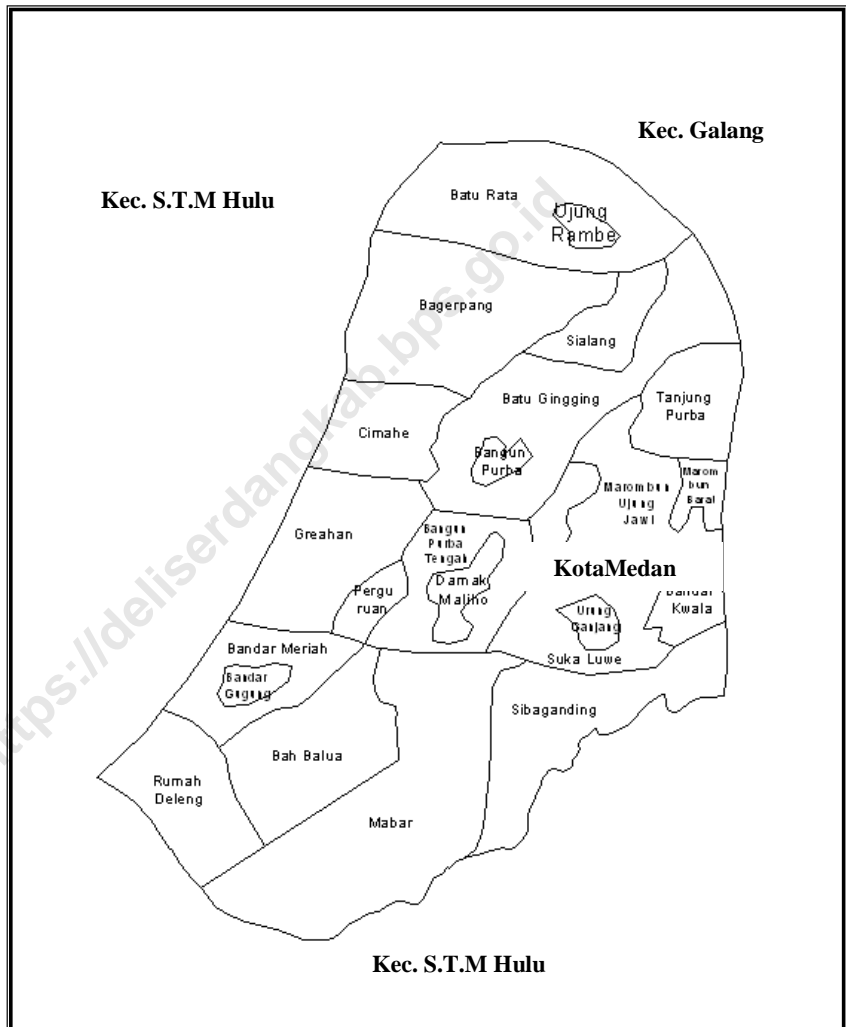 Kec. Galang
Kec. S.T.M Hulu
Batu Rata
Ujung
Rambe
Bagerpang
Sialang
Batu Gingging
Tanjung
Purba
Cimahe
Bangun
Purba
Marom
bun
Barat
Marombun
Ujung
Jawi
Greahan
Bangun
Purba
Tengah
KotaMedan
Damak
Maliho
Pergu
ruan
Bandar
Kwala
Urung
Ganjang
Bandar Meriah
Suka Luwe
Bandar
Gugung
Sibaganding
Bah Balua
Rumah
Deleng
Mabar
Kec. S.T.M Hulu
https://deliserdangkab.bps.go.id